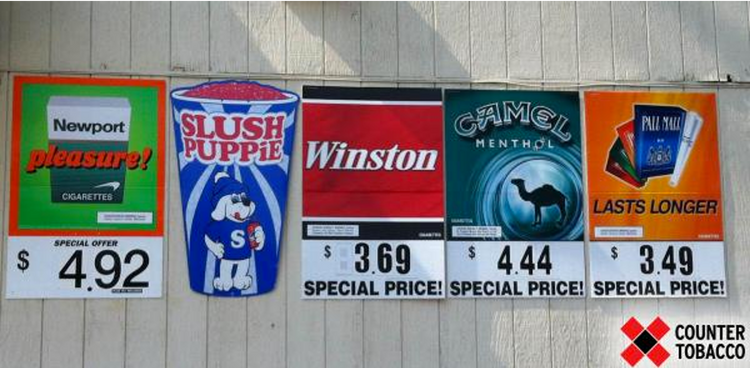 Newport
pleasure!
CIGARETTES
SPECIAL OFFER
$ 4.92
SLUSH
PUPPIE
S
Winston
$ 3.69
SPECIAL PRICE!
CAMEL
MENTHOL
$ 4.44
SPECIAL PRICE!
PALL MALL
LASTS LONGER
$ 3.49
SPECIAL PRICE!
COUNTER
TOBACCO